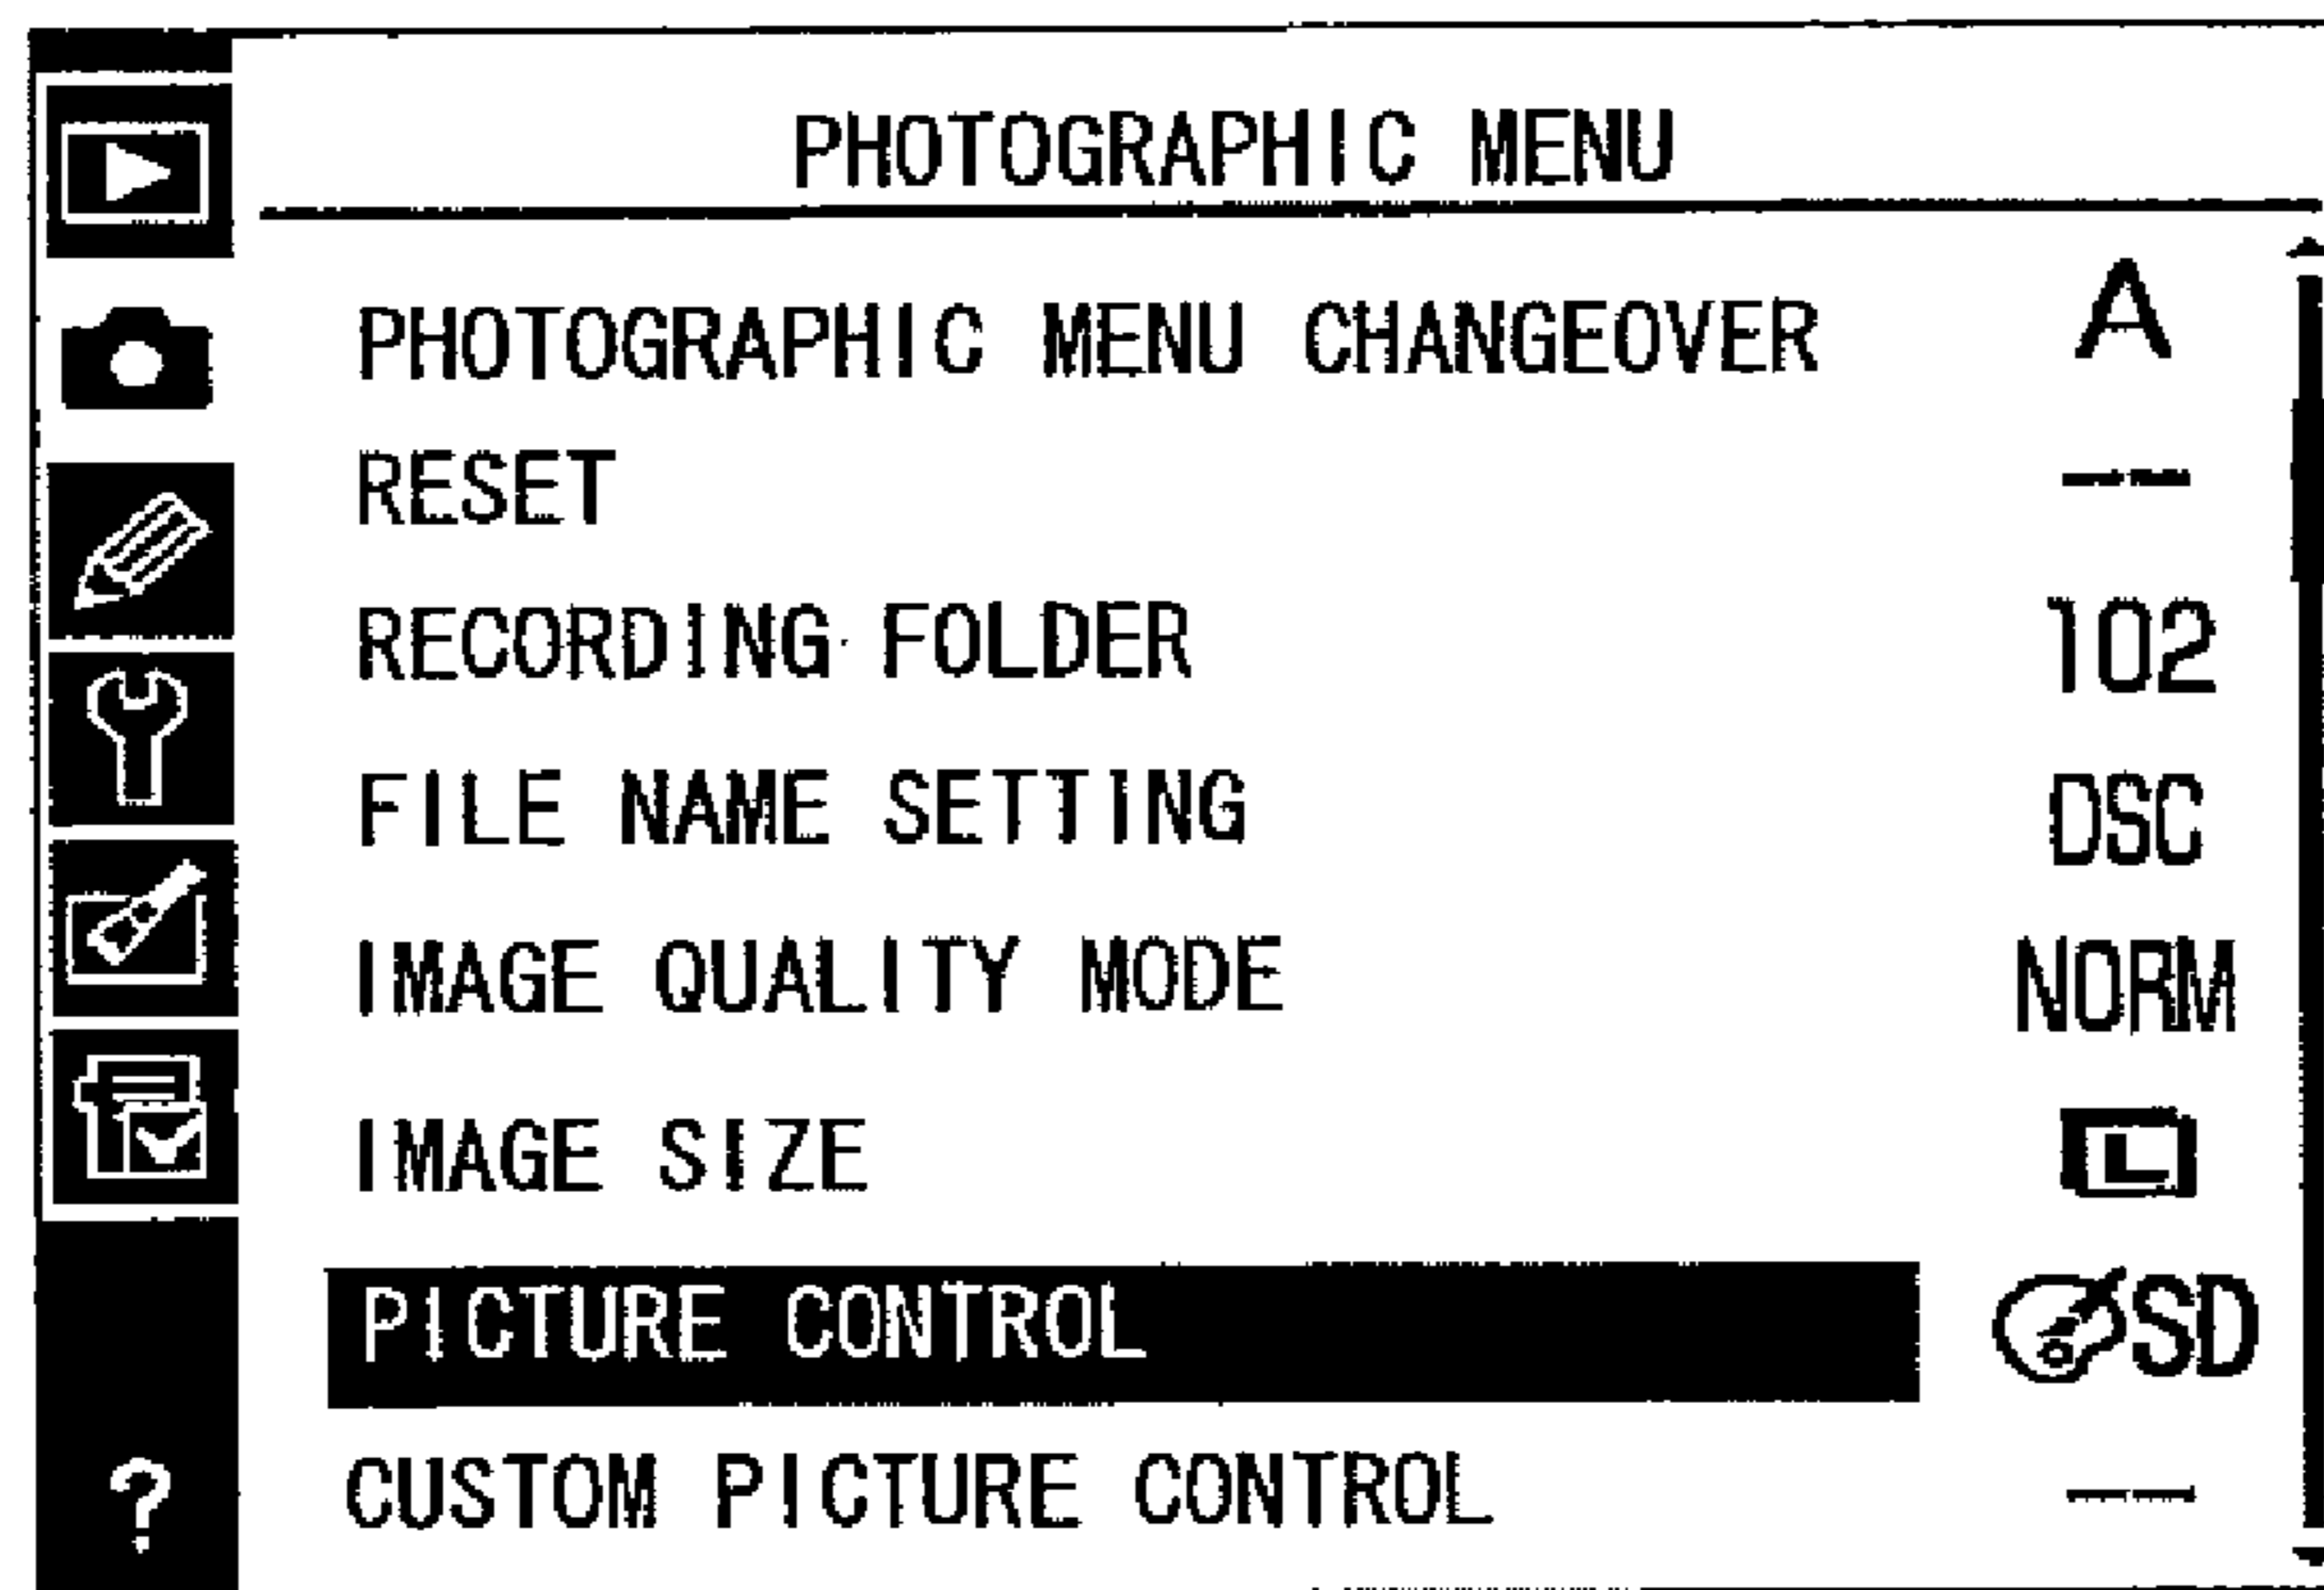 PHOTOGRAPHIC MENU
PHOTOGRAPHIC MENU CHANGEOVER A
RESET --
RECORDING FOLDER 102
FILE NAME SETTING DSC
IMAGE QUALITY MODE NORM
IMAGE SIZE L
PICTURE CONTROL SD
? CUSTOM PICTURE CONTROL --